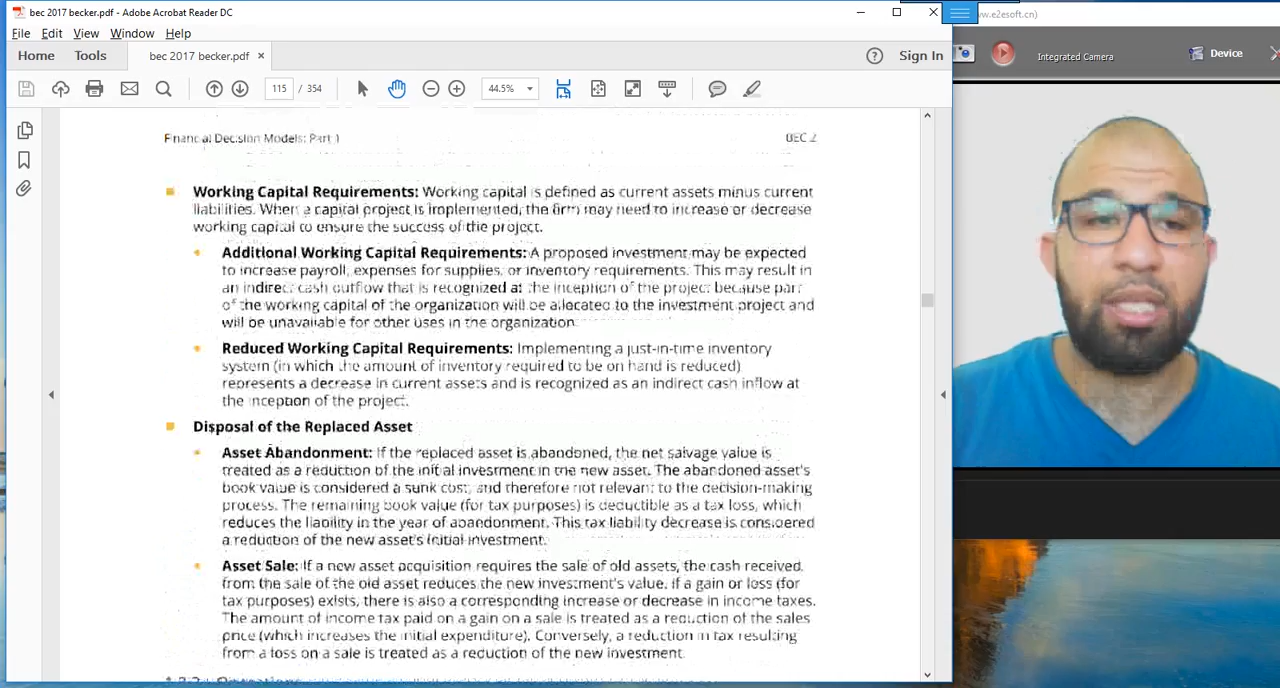 bec 2017 becker.pdf - Adobe Acrobat Reader DC
w.e2esoft.cn)
File Edit View Window Help
Home Tools bec 2017 becker.pdf × Sign In
Integrated Camera Device
115 / 354 44.5%
Financial Decision Models: Part 1 BEC 2
Working Capital Requirements: Working capital is defined as current assets minus current
liabilities. When a capital project is implemented, the firm may need to increase or decrease
working capital to ensure the success of the project.
Additional Working Capital Requirements: A proposed investment may be expected
to increase payroll, expenses for supplies, or inventory requirements. This may result in
an indirect cash outflow that is recognized at the inception of the project because part
of the working capital of the organization will be allocated to the investment project and
will be unavailable for other uses in the organization.
Reduced Working Capital Requirements: Implementing a just-in-time inventory
system (in which the amount of inventory required to be on hand is reduced)
represents a decrease in current assets and is recognized as an indirect cash inflow at
the inception of the project.
Disposal of the Replaced Asset
Asset Abandonment: If the replaced asset is abandoned, the net salvage value is
treated as a reduction of the initial investment in the new asset. The abandoned asset's
book value is considered a sunk cost, and therefore not relevant to the decision-making
process. The remaining book value (for tax purposes) is deductible as a tax loss, which
reduces the liability in the year of abandonment. This tax liability decrease is considered
a reduction of the new asset's initial investment.
Asset Sale: If a new asset acquisition requires the sale of old assets, the cash received
from the sale of the old asset reduces the new investment's value. If a gain or loss (for
tax purposes) exists, there is also a corresponding increase or decrease in income taxes.
The amount of income tax paid on a gain on a sale is treated as a reduction of the sales
price (which increases the initial expenditure). Conversely, a reduction in tax resulting
from a loss on a sale is treated as a reduction of the new investment.